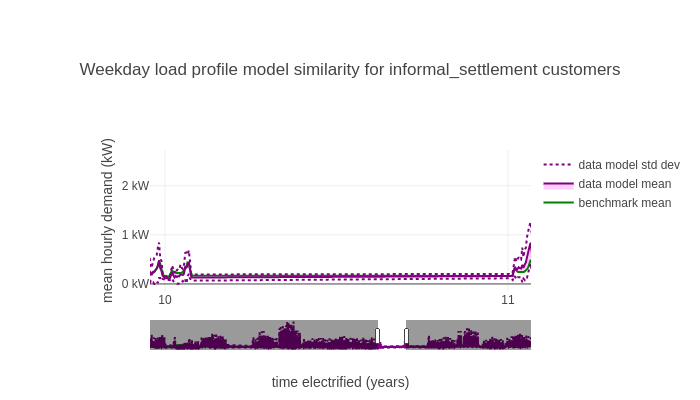 Weekday load profile model similarity for informal_settlement customers
mean hourly demand (kW)
2 kW
1 kW
0 kW
10
11
data model std dev
data model mean
benchmark mean
time electrified (years)